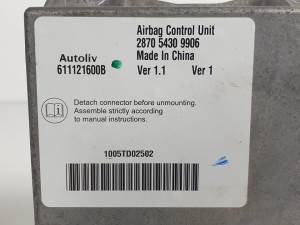 Airbag Control Unit
Autoliv 2870 5430 9906
611121600B Made In China
Ver 1.1 Ver 1
Detach connector before unmounting.
Assemble strictly according
to manual instructions.
1005TD02502